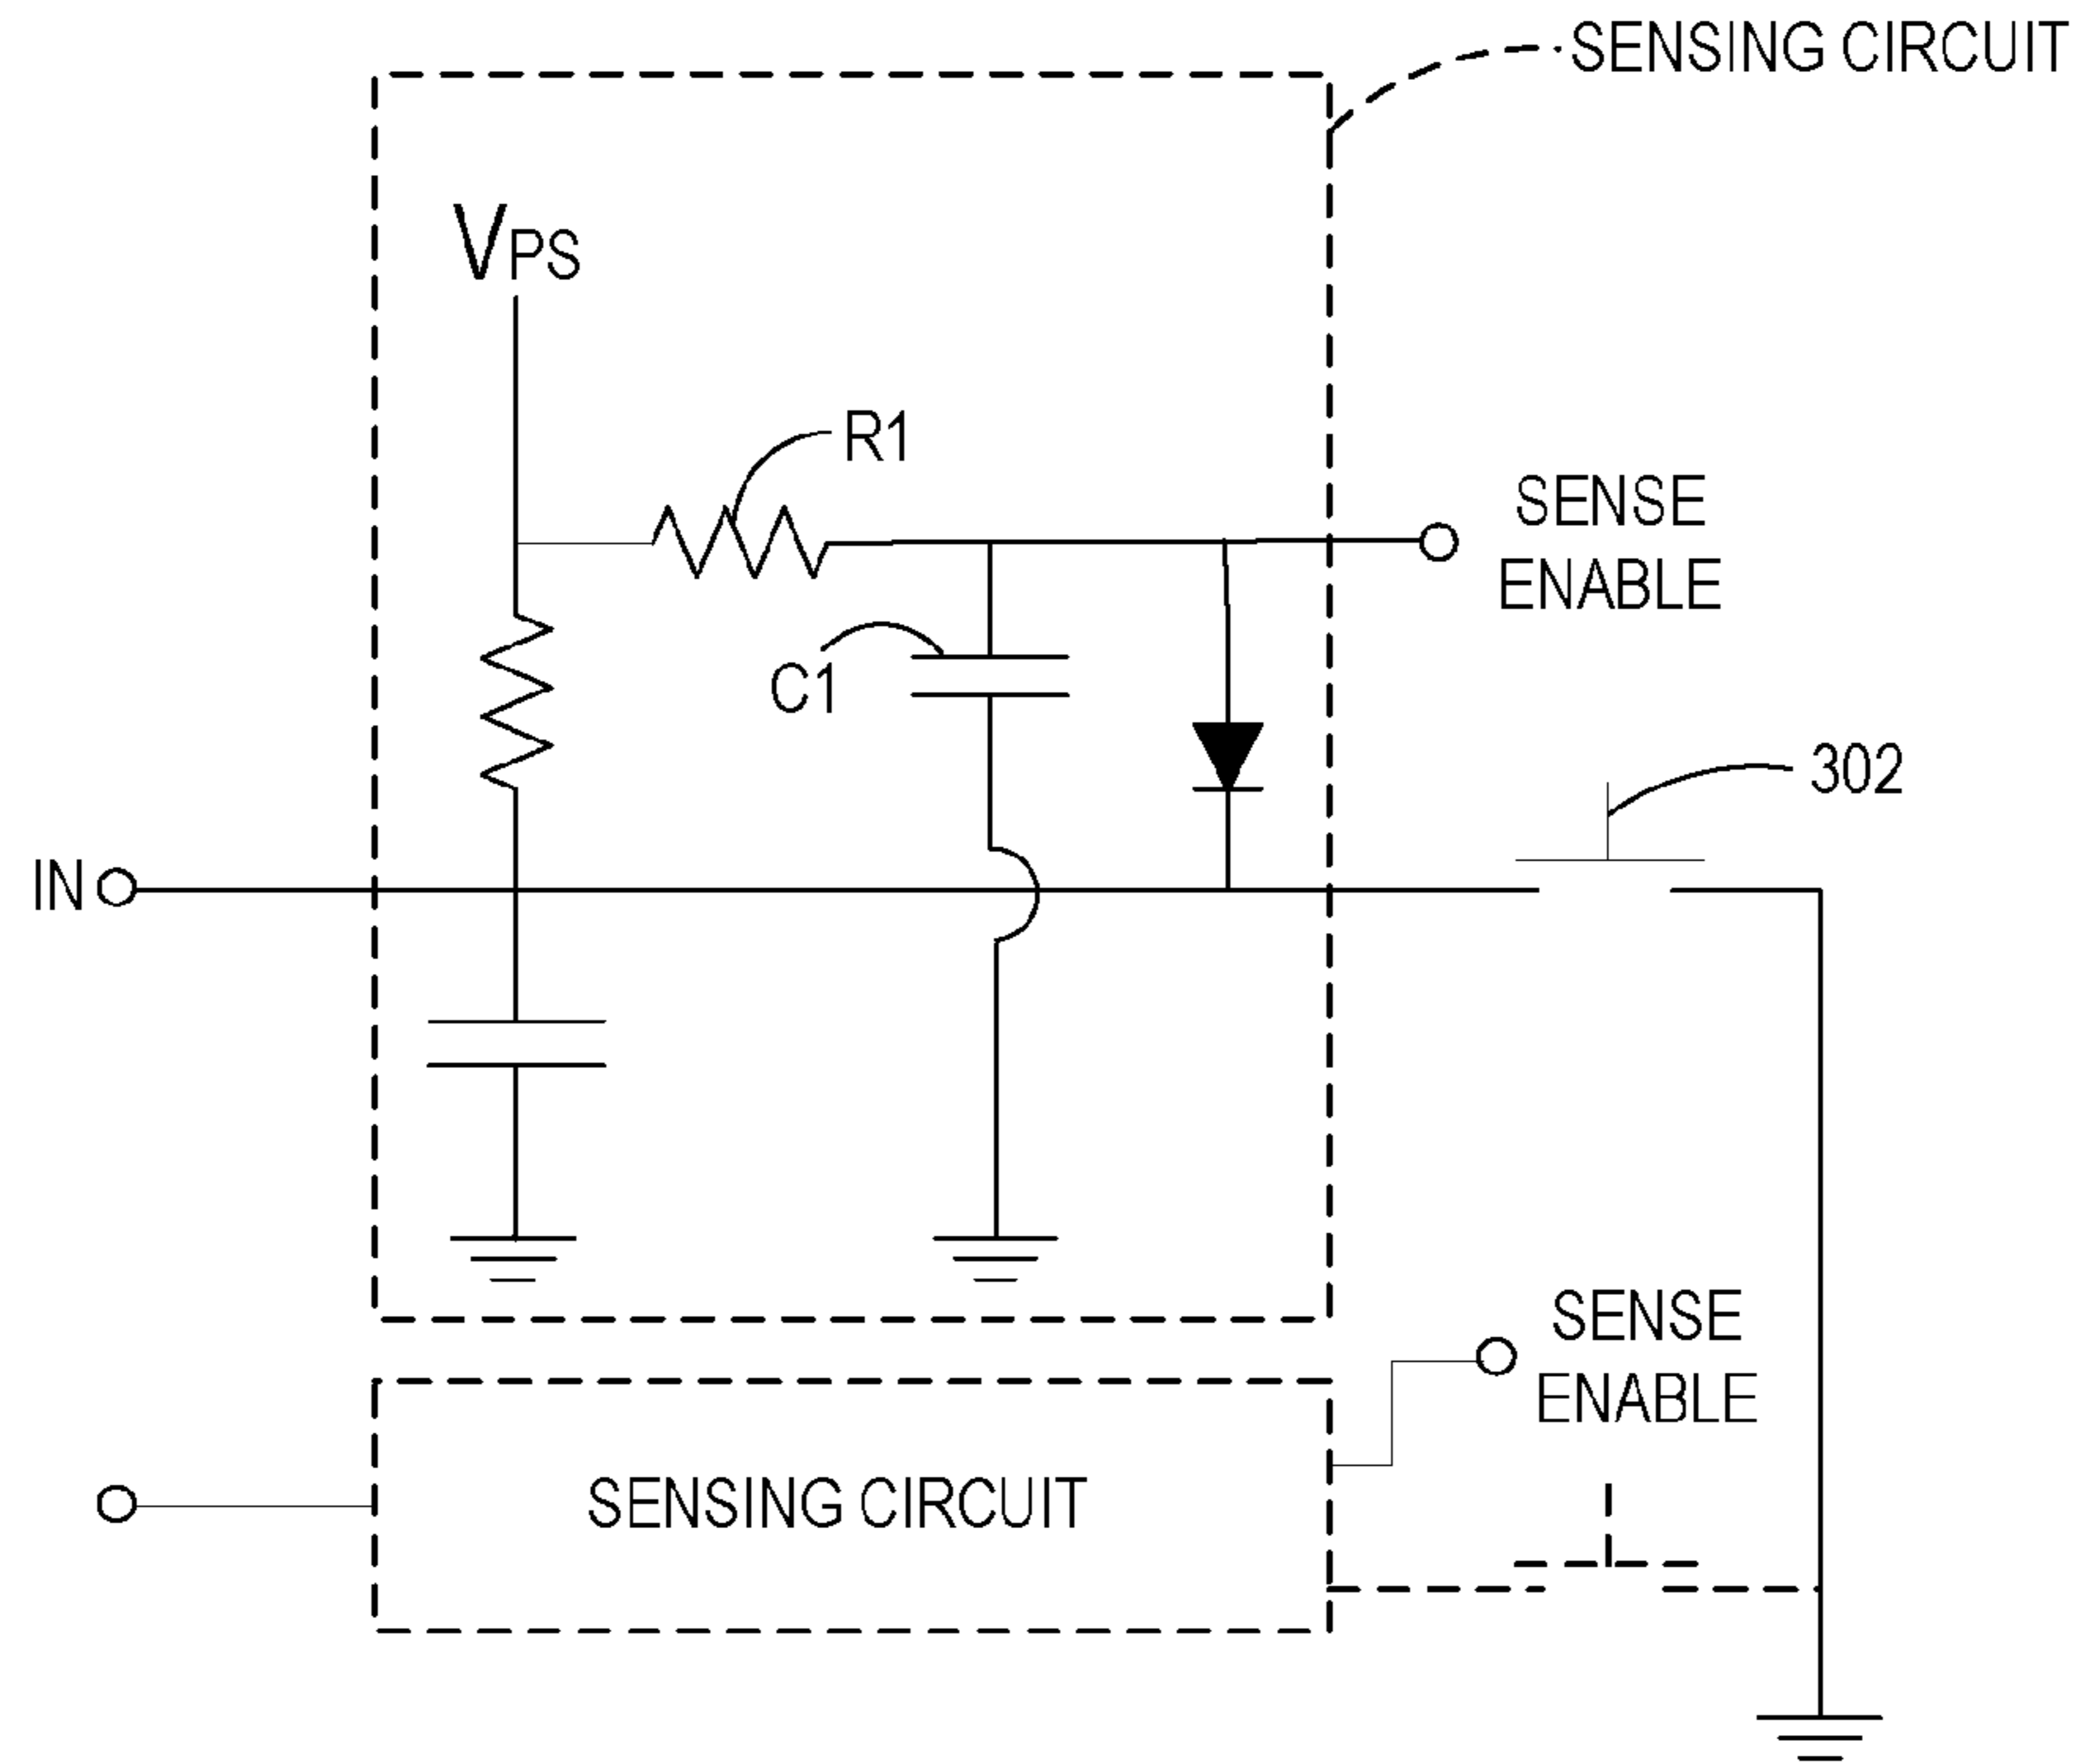 SENSING CIRCUIT
VPS
R1
SENSE
ENABLE
C1
302
IN
SENSE
ENABLE
SENSING CIRCUIT